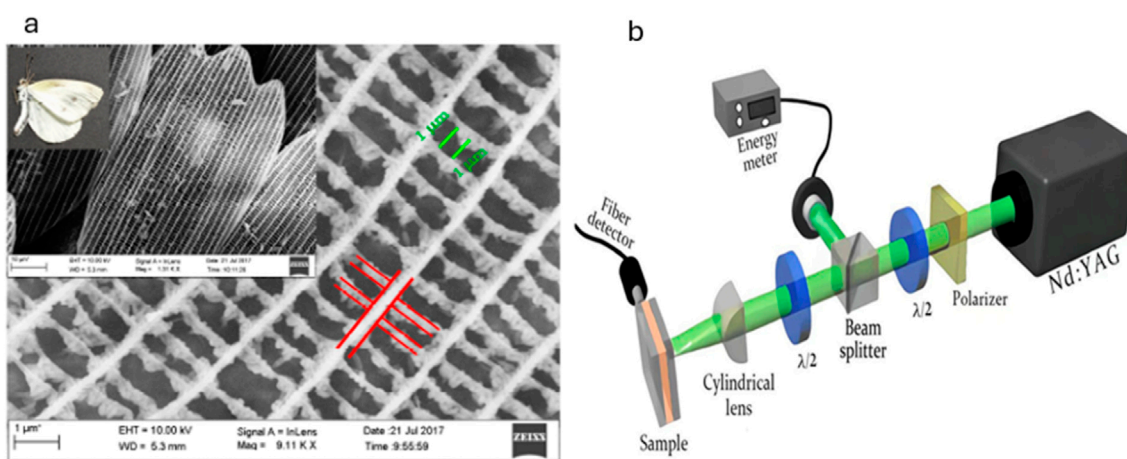 a
10 µm
EHT = 10.00 kV
WD = 5.3 mm
Signal A = InLens
Mag = 1.01 K X
Date :21 Jul 2017
Time :10:11:26
ZEISS
1 µm
1 µm
1 µm
EHT = 10.00 kV
WD = 5.3 mm
Signal A = InLens
Mag = 9.11 K X
Date :21 Jul 2017
Time :9:55:59
ZEISS
b
Energy
meter
Fiber
detector
Nd:YAG
Polarizer
λ/2
Beam
splitter
λ/2
Cylindrical
lens
Sample